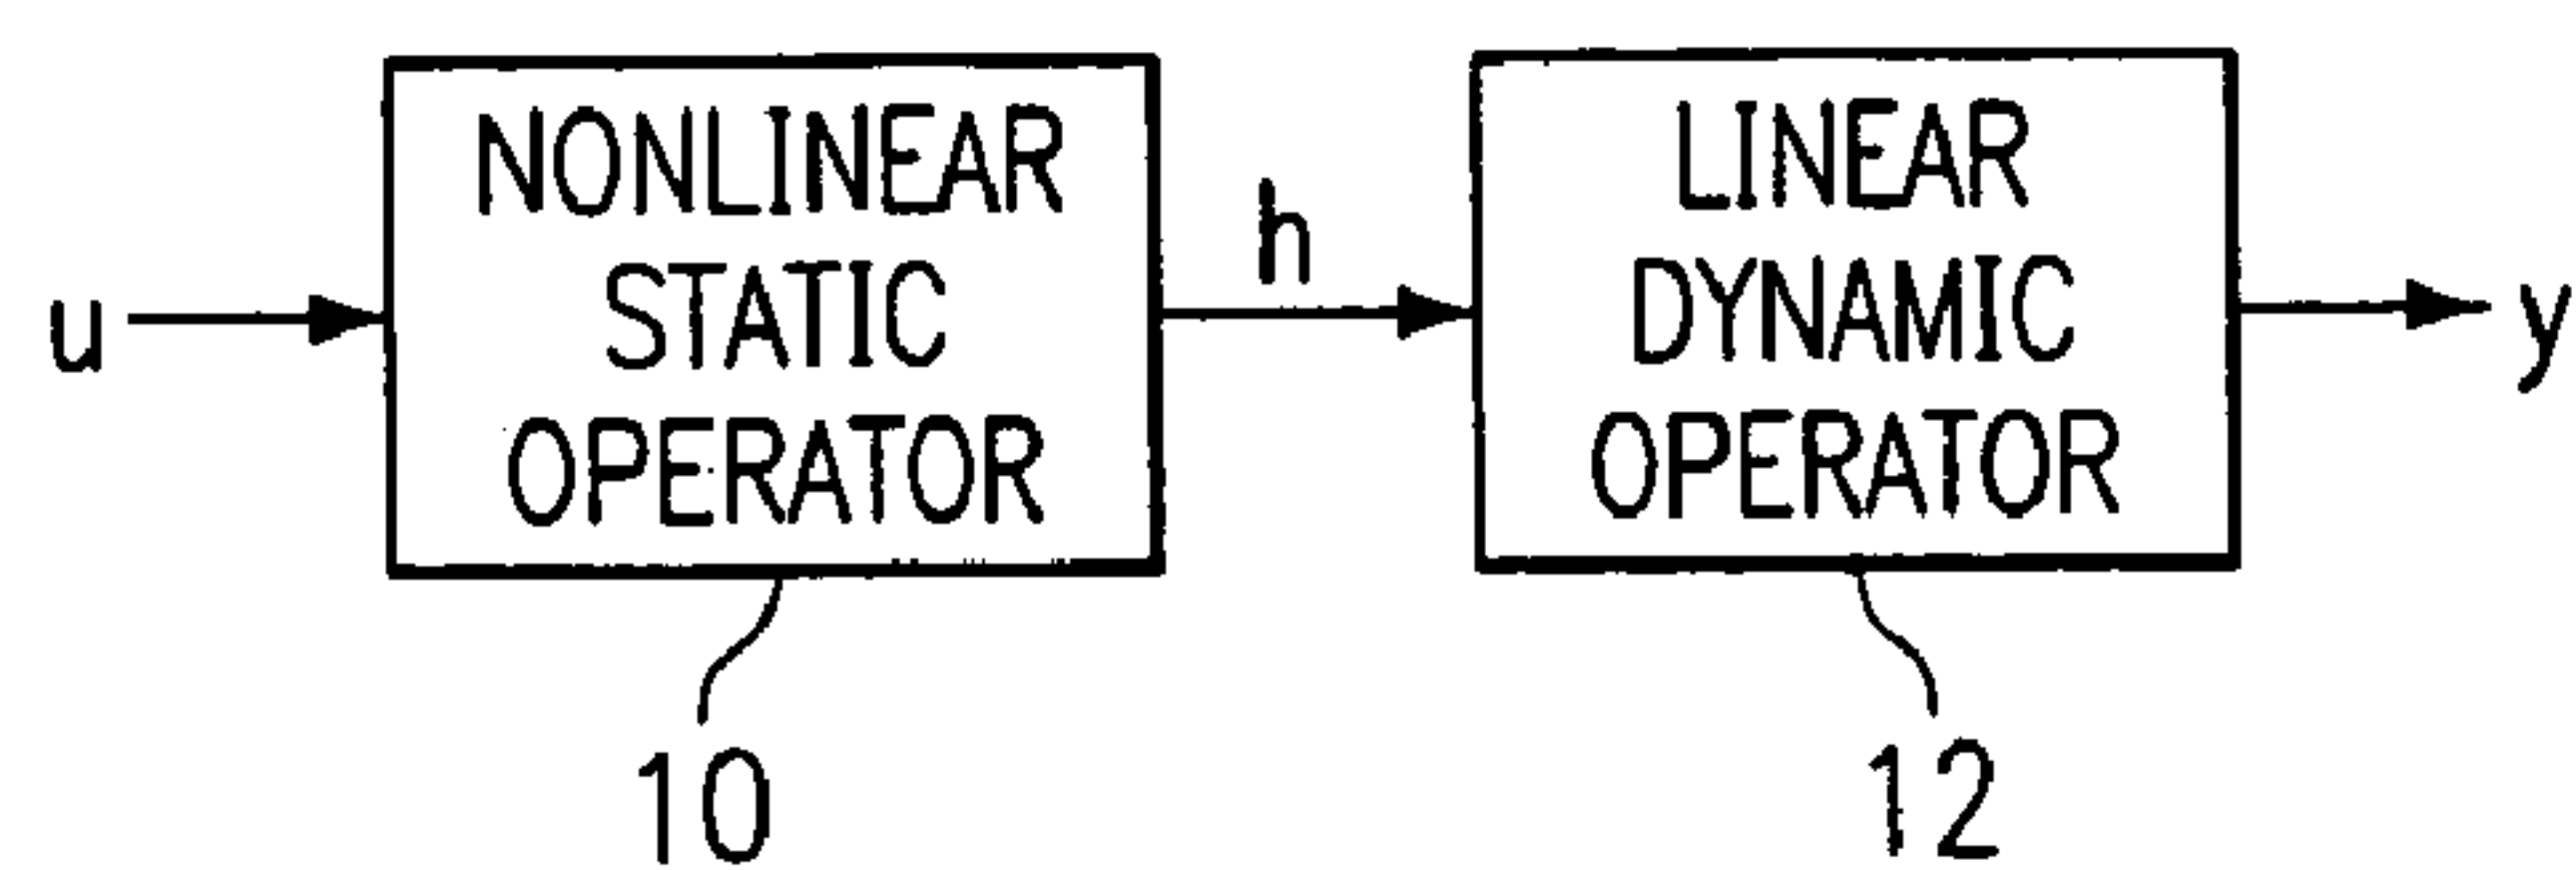 u
NONLINEAR
STATIC
OPERATOR
h
LINEAR
DYNAMIC
OPERATOR
y
10
12